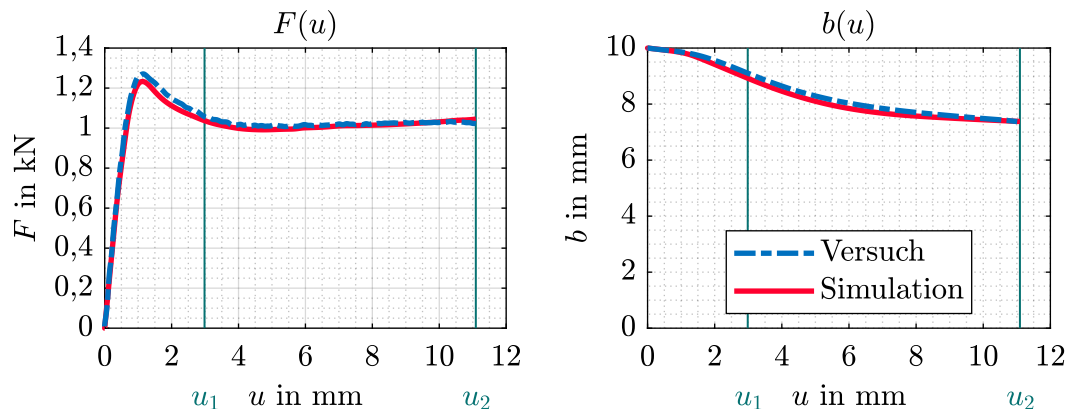 F(u)
1,4
1,2
1
0,8
0,6
0,4
0,2
0
F in kN
0 2 4 6 8 10 12
u₁ u in mm u₂
b(u)
10
8
6
4
2
0
b in mm
Versuch
Simulation
0 2 4 6 8 10 12
u₁ u in mm u₂